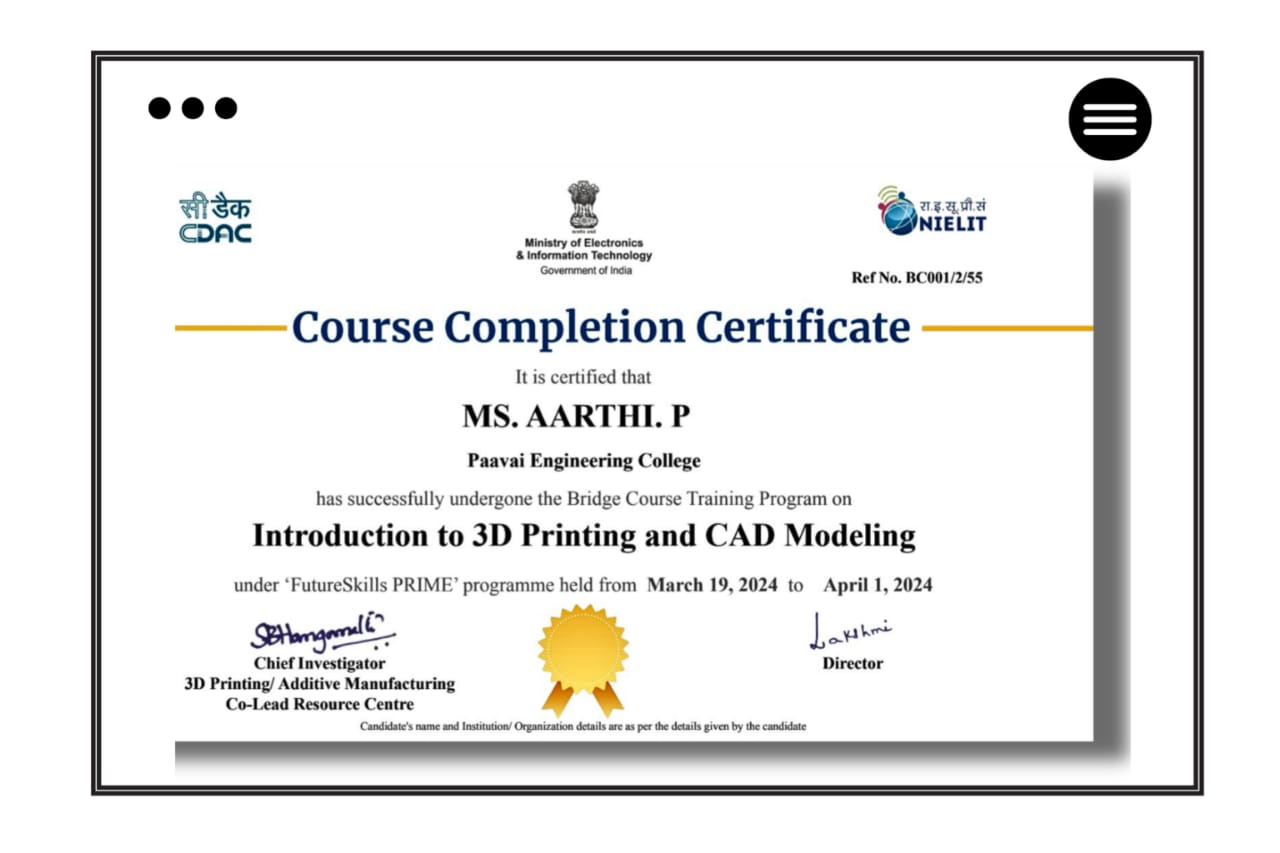 सी डैक
CDAC
Ministry of Electronics
& Information Technology
Government of India
रा.इ.सू.प्रौ.सं
NIELIT
Ref No. BC001/2/55
Course Completion Certificate
It is certified that
MS. AARTHI. P
Paavai Engineering College
has successfully undergone the Bridge Course Training Program on
Introduction to 3D Printing and CAD Modeling
under ‘FutureSkills PRIME’ programme held from March 19, 2024 to April 1, 2024
Chief Investigator
3D Printing/ Additive Manufacturing
Co-Lead Resource Centre
Lakshmi
Director
Candidate's name and Institution/ Organization details are as per the details given by the candidate